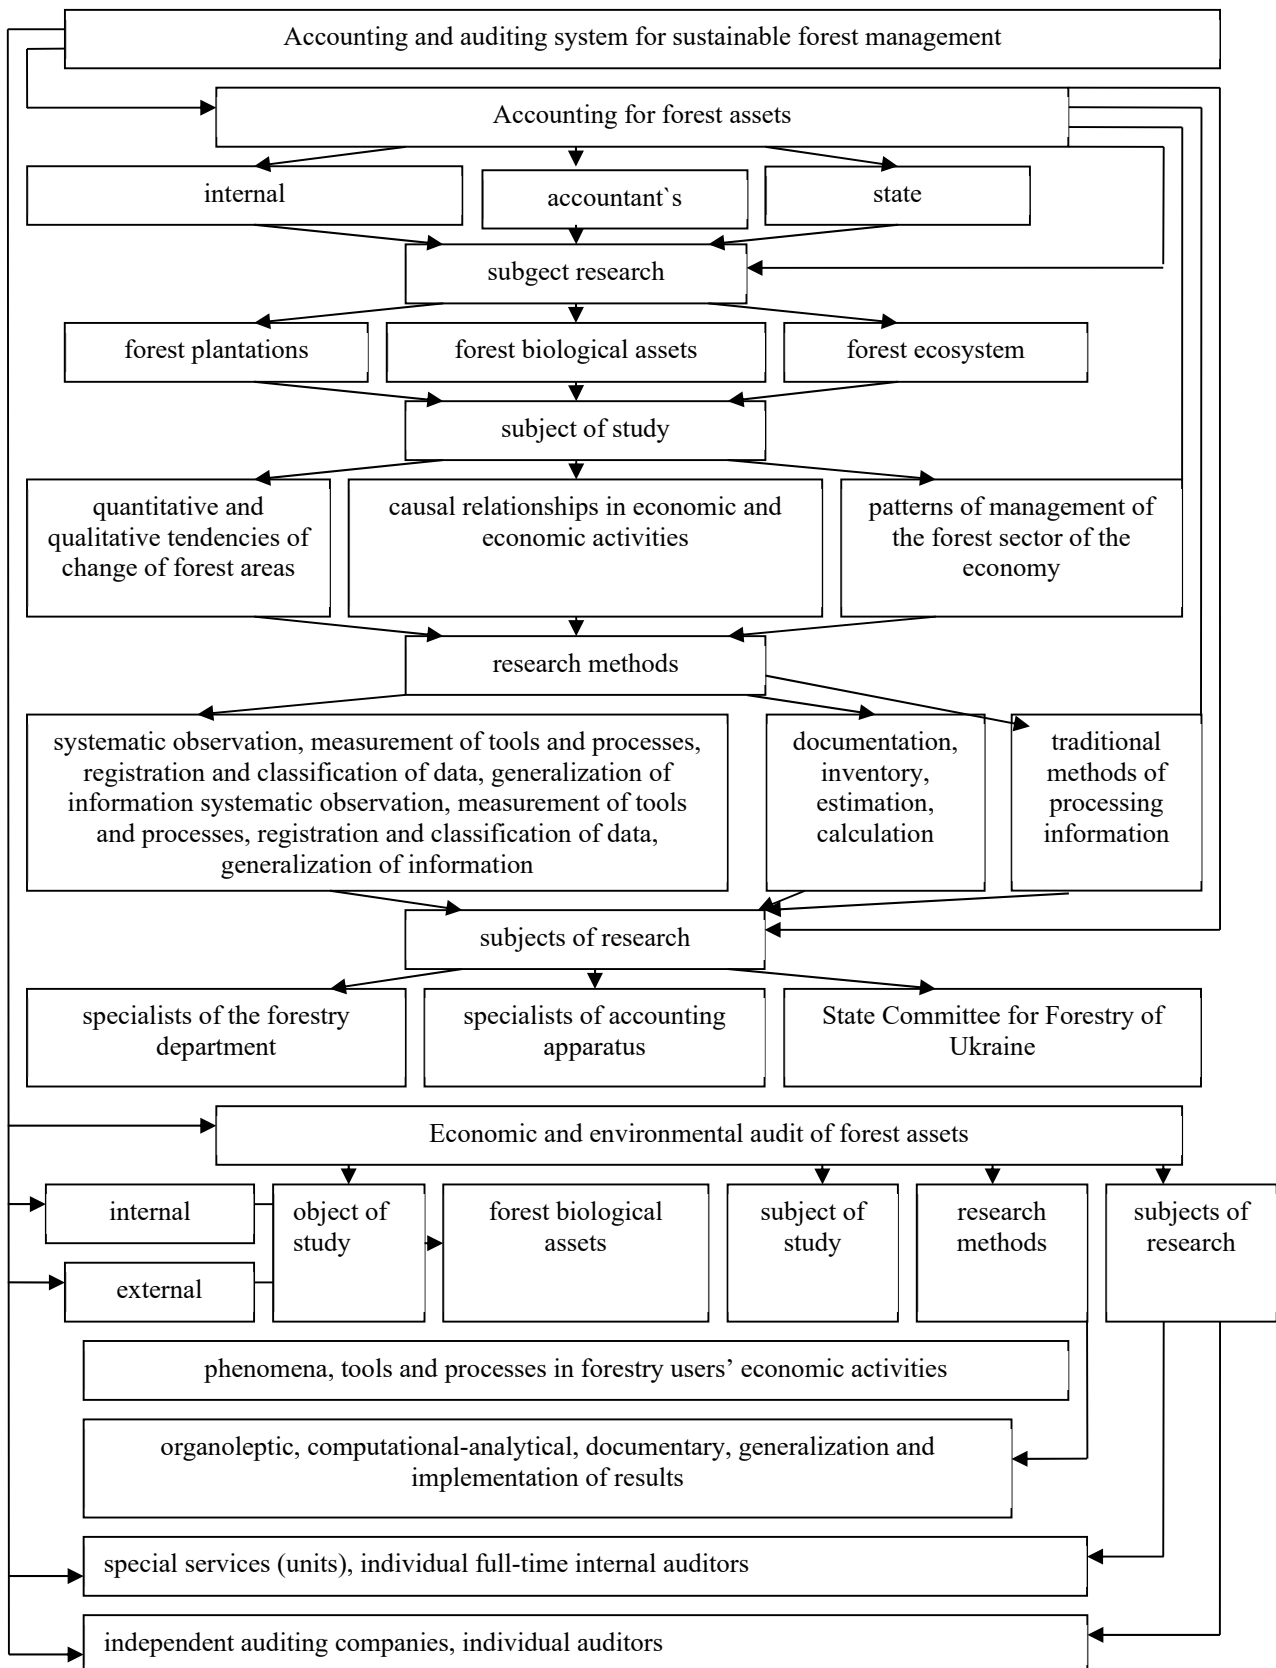 Accounting and auditing system for sustainable forest management
Accounting for forest assets
internal
accountant`s
state
subgect research
forest plantations
forest biological assets
forest ecosystem
subject of study
quantitative and
qualitative tendencies of
change of forest areas
causal relationships in economic and
economic activities
patterns of management of
the forest sector of the
economy
research methods
systematic observation, measurement of tools and processes,
registration and classification of data, generalization of
information systematic observation, measurement of tools
and processes, registration and classification of data,
generalization of information
documentation,
inventory,
estimation,
calculation
traditional
methods of
processing
information
subjects of research
specialists of the forestry
department
specialists of accounting
apparatus
State Committee for Forestry of
Ukraine
Economic and environmental audit of forest assets
internal
external
object of
study
forest biological
assets
subject of
study
research
methods
subjects of
research
phenomena, tools and processes in forestry users’ economic activities
organoleptic, computational-analytical, documentary, generalization and
implementation of results
special services (units), individual full-time internal auditors
independent auditing companies, individual auditors